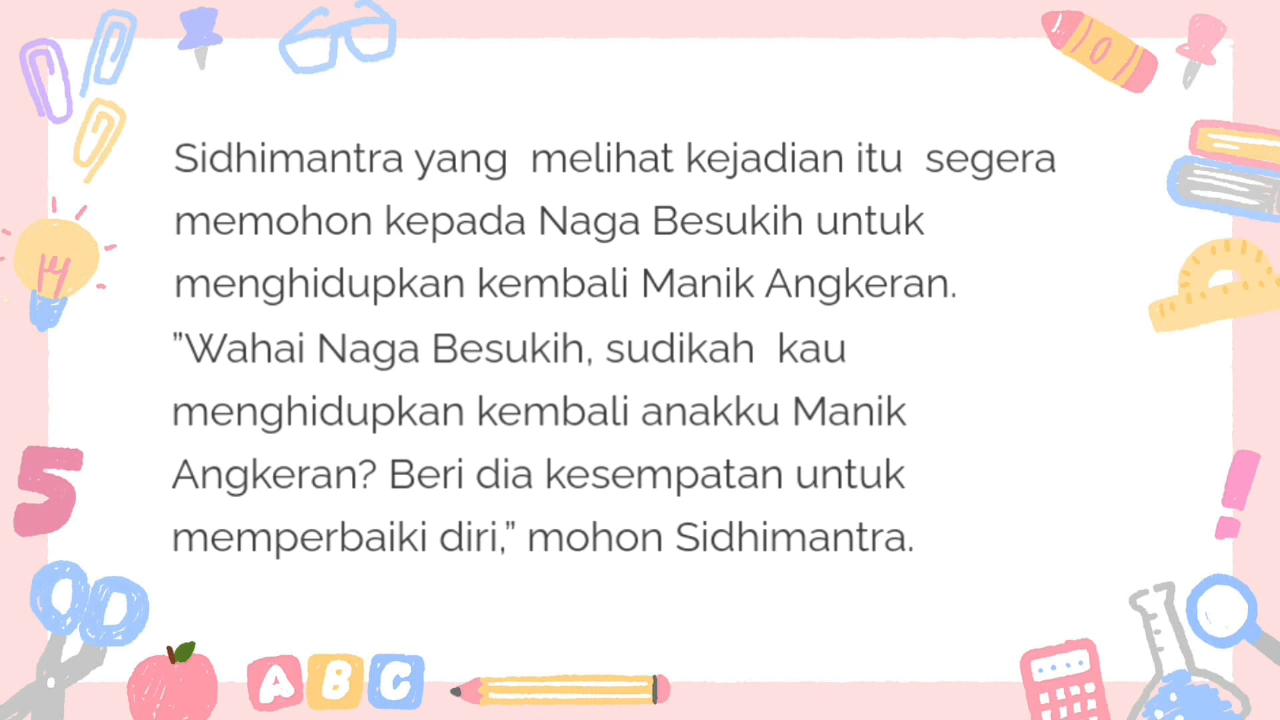 Sidhimantra yang melihat kejadian itu segera
memohon kepada Naga Besukih untuk
menghidupkan kembali Manik Angkeran.
”Wahai Naga Besukih, sudikah kau
menghidupkan kembali anakku Manik
Angkeran? Beri dia kesempatan untuk
memperbaiki diri,” mohon Sidhimantra.
5
!
A B C